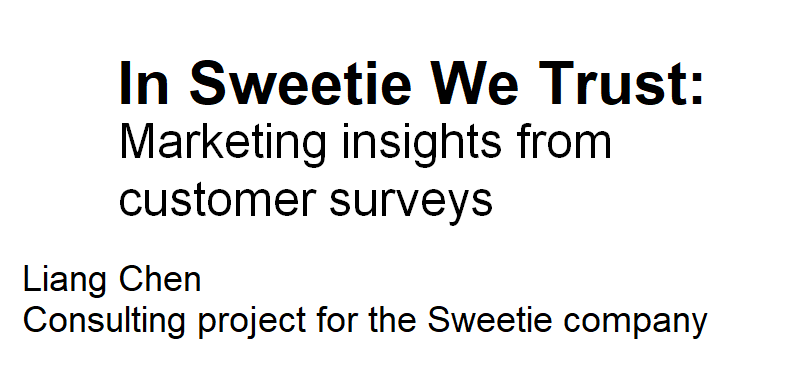 In Sweetie We Trust:
Marketing insights from
customer surveys
Liang Chen
Consulting project for the Sweetie company